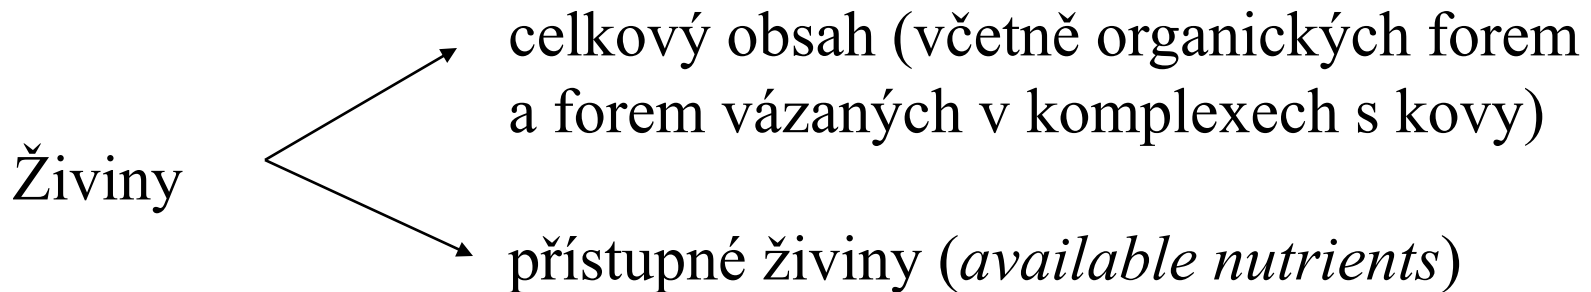 celkový obsah (včetně organických forem
a forem vázaných v komplexech s kovy)
Živiny
přístupné živiny (available nutrients)